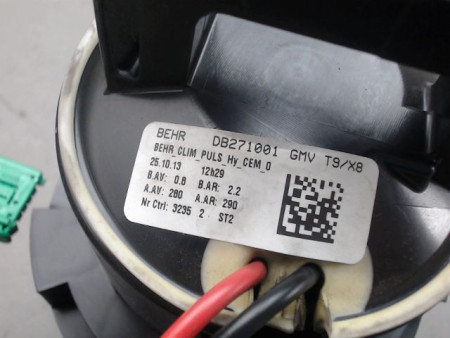 BEHR DB271001 GMV T9/X8
BEHR_CLIM_PULS_Hy_CEM_0
25.10.13 12h29
B.AV: 0.8 B.AR: 2.2
A.AV: 280 A.AR: 290
Nr Ctrl: 3235 2 ST2